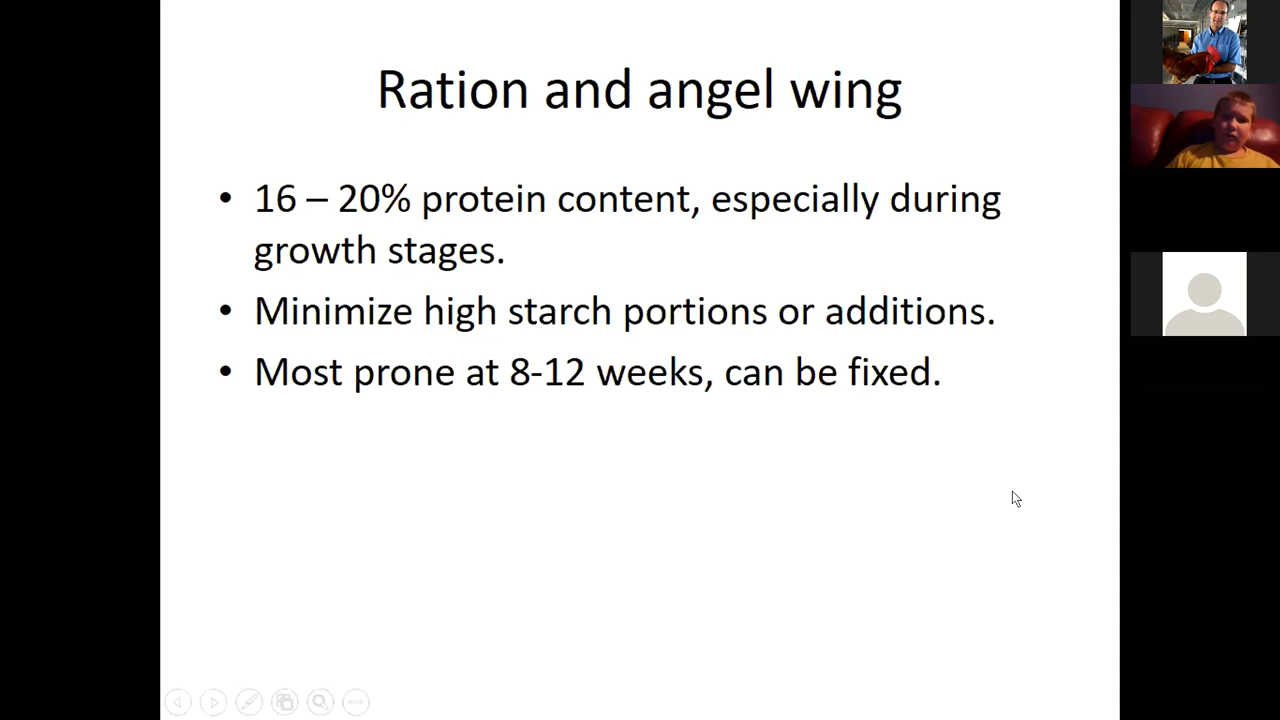 Ration and angel wing
• 16 – 20% protein content, especially during
growth stages.
• Minimize high starch portions or additions.
• Most prone at 8-12 weeks, can be fixed.